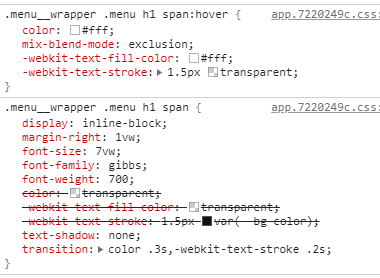 .menu__wrapper .menu h1 span:hover { app.7220249c.css:
color: #fff;
mix-blend-mode: exclusion;
-webkit-text-fill-color: #fff;
-webkit-text-stroke: 1.5px transparent;
}
.menu__wrapper .menu h1 span { app.7220249c.css:
display: inline-block;
margin-right: 1vw;
font-size: 7vw;
font-family: gibbs;
font-weight: 700;
color: transparent;
-webkit-text-fill-color: transparent;
-webkit-text-stroke: 1.5px var(--bg-color);
text-shadow: none;
transition: color .3s,-webkit-text-stroke .2s;
}